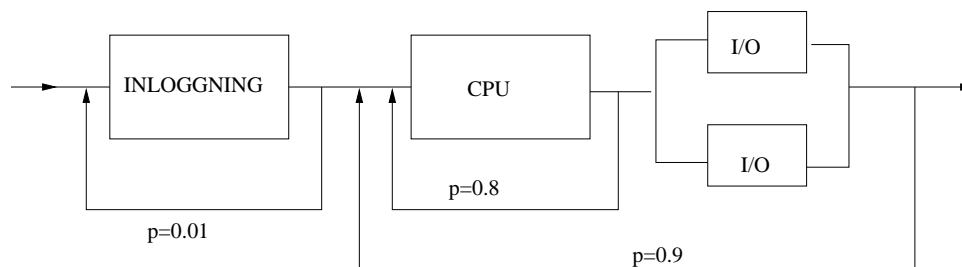 I/O
INLOGGNING
CPU
I/O
p=0.8
p=0.01
p=0.9